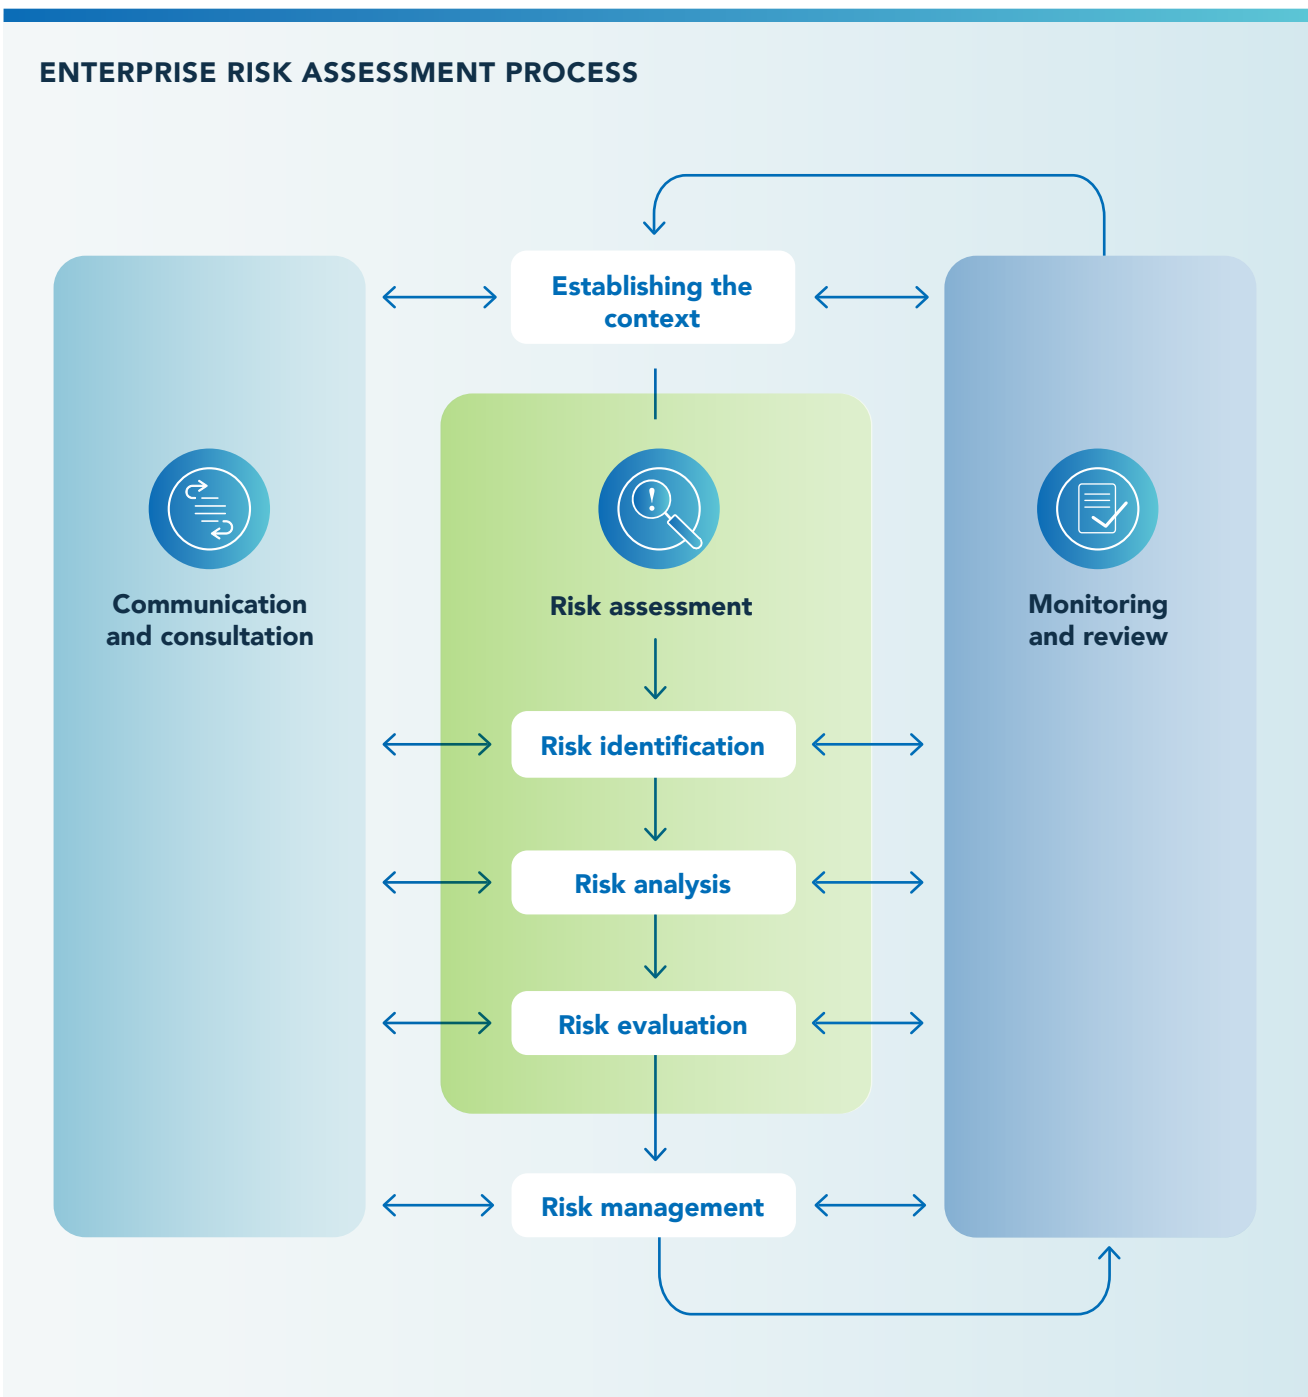 ENTERPRISE RISK ASSESSMENT PROCESS
Establishing the
context
Communication
and consultation
Risk assessment
Monitoring
and review
Risk identification
Risk analysis
Risk evaluation
Risk management